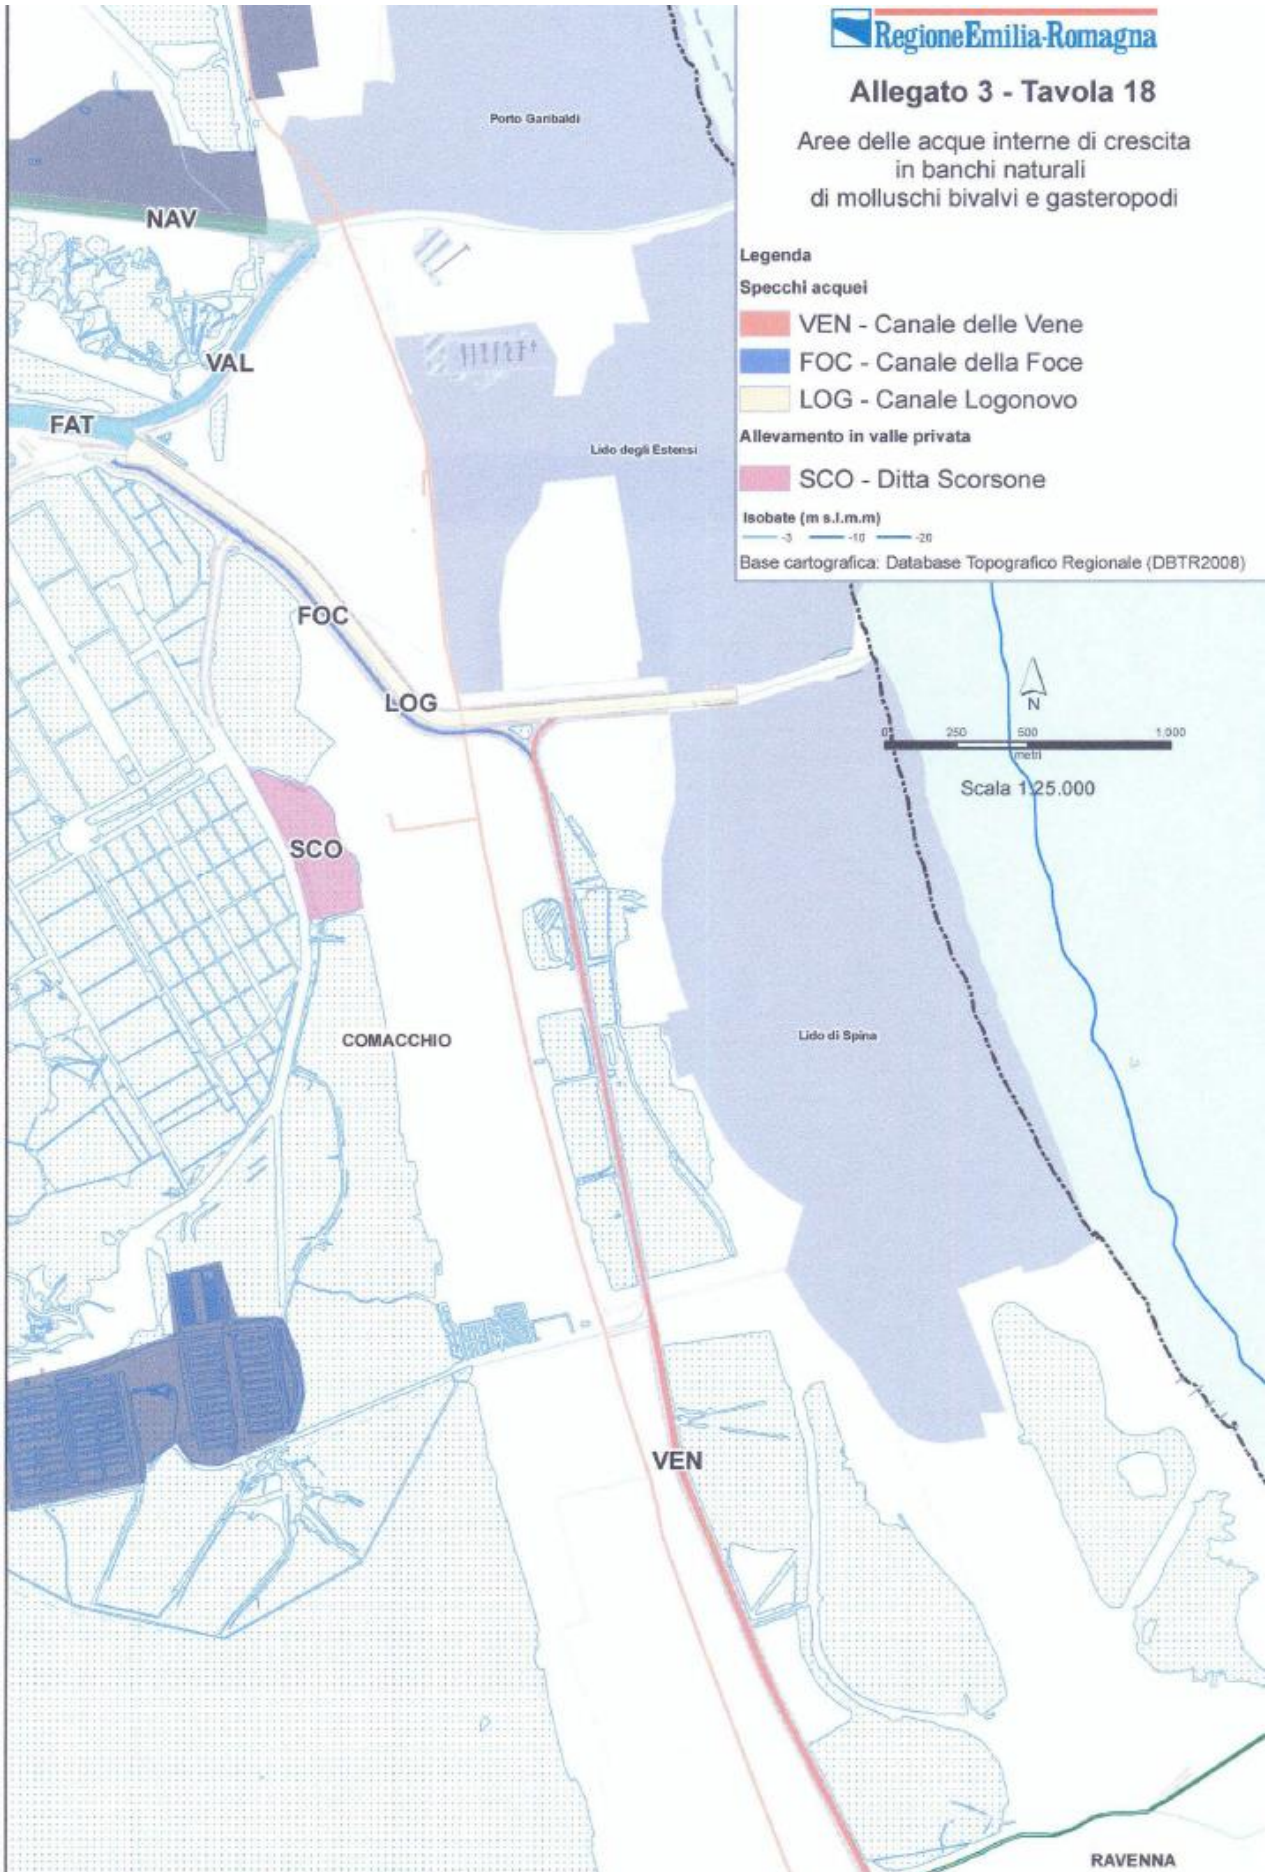 RegioneEmilia-Romagna
Allegato 3 - Tavola 18
Aree delle acque interne di crescita
in banchi naturali
di molluschi bivalvi e gasteropodi
Legenda
Specchi acquei
VEN - Canale delle Vene
FOC - Canale della Foce
LOG - Canale Logonovo
Allevamento in valle privata
SCO - Ditta Scorsone
Isobate (m s.l.m.m)
-3 -10 -20
Base cartografica: Database Topografico Regionale (DBTR2008)
Porto Garibaldi
NAV
VAL
FAT
Lido degli Estensi
FOC
LOG
N
0 250 500 1.000
metri
Scala 1:25.000
SCO
COMACCHIO
Lido di Spina
VEN
RAVENNA